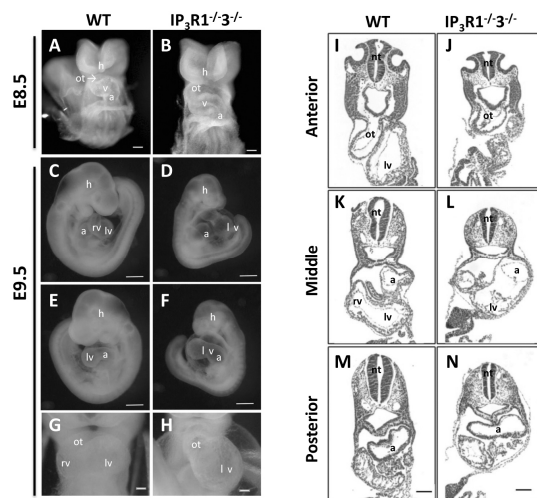 WT IP₃R1⁻/⁻3⁻/⁻
E8.5
A
h
ot
v
a
B
h
ot
v
a
E9.5
C
h
a
rv
lv
D
h
a
l v
E
h
lv
a
F
h
l v
a
G
ot
rv
lv
H
ot
l v
WT IP₃R1⁻/⁻3⁻/⁻
Anterior
I
nt
ot
lv
J
nt
ot
Middle
K
nt
a
rv
lv
L
nt
a
lv
Posterior
M
nt
a
N
nt
a